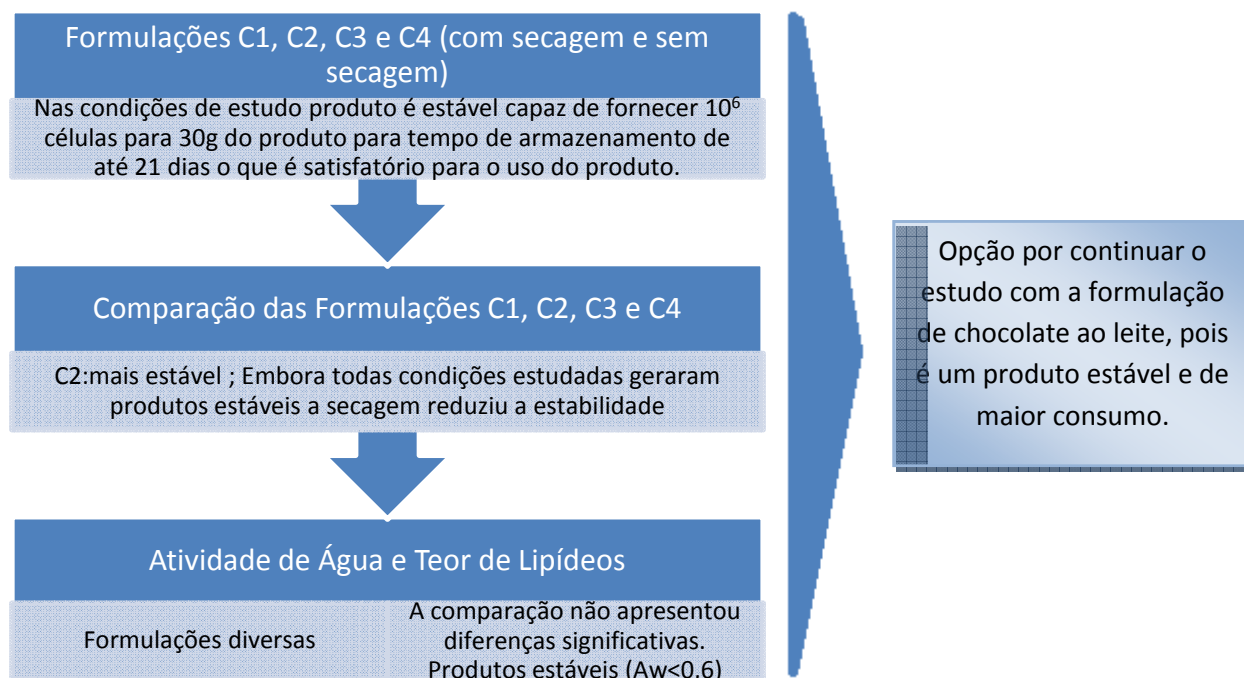 Formulações C1, C2, C3 e C4 (com secagem e sem
secagem)
Nas condições de estudo produto é estável capaz de fornecer 10⁶
células para 30g do produto para tempo de armazenamento de
até 21 dias o que é satisfatório para o uso do produto.
Comparação das Formulações C1, C2, C3 e C4
C2:mais estável ; Embora todas condições estudadas geraram
produtos estáveis a secagem reduziu a estabilidade
Atividade de Água e Teor de Lipídeos
Formulações diversas
A comparação não apresentou
diferenças significativas.
Produtos estáveis (Aw<0.6)
Opção por continuar o
estudo com a formulação
de chocolate ao leite, pois
é um produto estável e de
maior consumo.